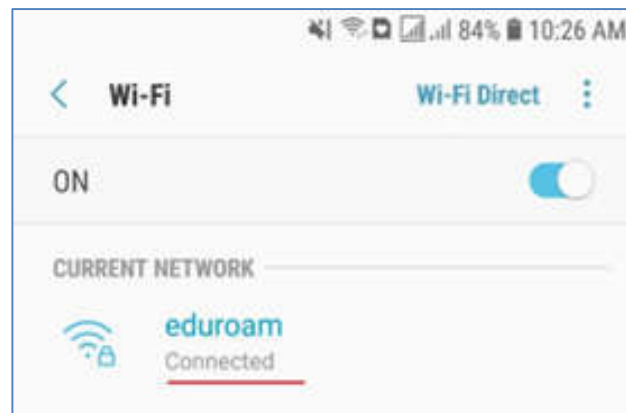 84% 10:26 AM
Wi-Fi Wi-Fi Direct
ON
CURRENT NETWORK
eduroam
Connected